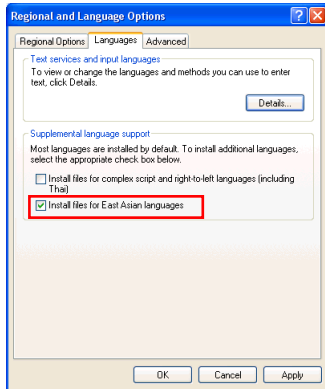 Regional and Language Options
Regional Options Languages Advanced
Text services and input languages
To view or change the languages and methods you can use to enter
text, click Details.
Details...
Supplemental language support
Most languages are installed by default. To install additional languages,
select the appropriate check box below.
Install files for complex script and right-to-left languages (including
Thai)
Install files for East Asian languages
OK Cancel Apply